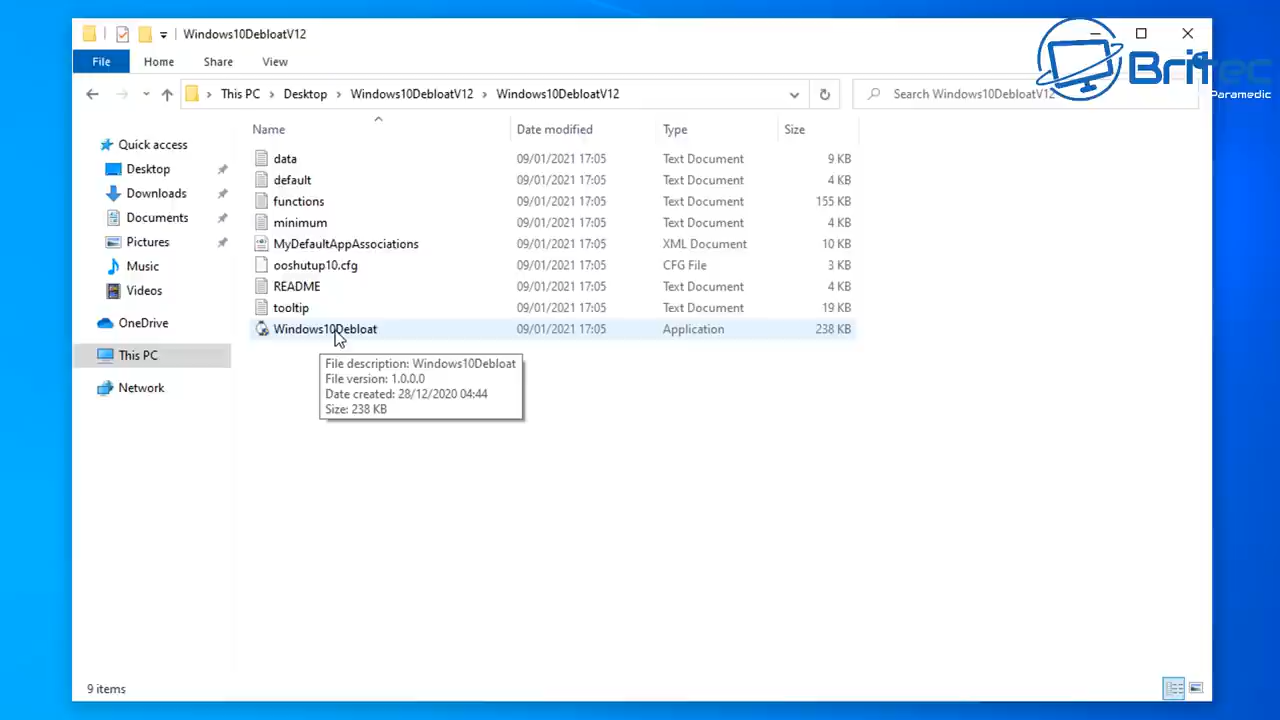 Windows10DebloatV12
File Home Share View
This PC Desktop Windows10DebloatV12 Windows10DebloatV12
Search Windows10DebloatV12
Britec
Paramedic
Quick access
Desktop
Downloads
Documents
Pictures
Music
Videos
OneDrive
This PC
Network
Name Date modified Type Size
data 09/01/2021 17:05 Text Document 9 KB
default 09/01/2021 17:05 Text Document 4 KB
functions 09/01/2021 17:05 Text Document 155 KB
minimum 09/01/2021 17:05 Text Document 4 KB
MyDefaultAppAssociations 09/01/2021 17:05 XML Document 10 KB
ooshutup10.cfg 09/01/2021 17:05 CFG File 3 KB
README 09/01/2021 17:05 Text Document 4 KB
tooltip 09/01/2021 17:05 Text Document 19 KB
Windows10Debloat 09/01/2021 17:05 Application 238 KB
File description: Windows10Debloat
File version: 1.0.0.0
Date created: 28/12/2020 04:44
Size: 238 KB
9 items